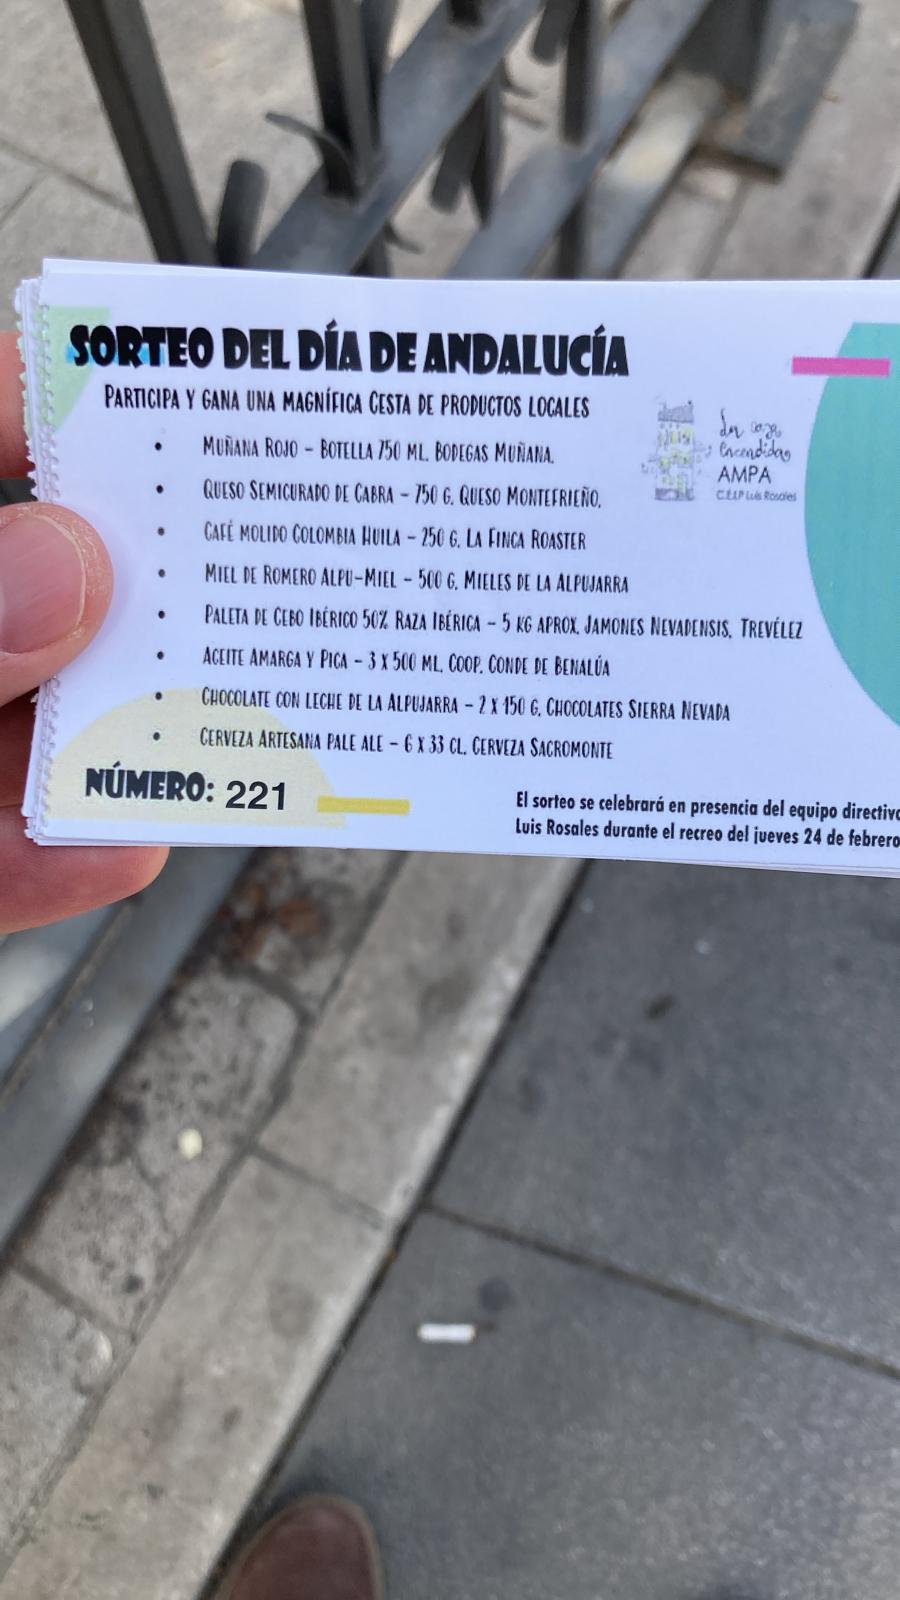 SORTEO DEL DÍA DE ANDALUCÍA
PARTICIPA Y GANA UNA MAGNÍFICA CESTA DE PRODUCTOS LOCALES
• MUÑANA ROJO – BOTELLA 750 ML. BODEGAS MUÑANA.
• QUESO SEMICURADO DE CABRA – 750 G. QUESO MONTEFRIEÑO.
• CAFÉ MOLIDO COLOMBIA HUILA – 250 G. LA FINCA ROASTER
• MIEL DE ROMERO ALPU-MIEL – 500 G. MIELES DE LA ALPUJARRA
• PALETA DE CEBO IBÉRICO 50% RAZA IBÉRICA – 5 KG APROX. JAMONES NEVADENSIS. TREVÉLEZ
• ACEITE AMARGA Y PICA – 3 X 500 ML. COOP. CONDE DE BENALÚA
• CHOCOLATE CON LECHE DE LA ALPUJARRA – 2 X 150 G. CHOCOLATES SIERRA NEVADA
• CERVEZA ARTESANA PALE ALE – 6 X 33 CL. CERVEZA SACROMONTE
La casa
encendida
AMPA
C.E.I.P Luis Rosales
NÚMERO: 221
El sorteo se celebrará en presencia del equipo directivo
Luis Rosales durante el recreo del jueves 24 de febrero